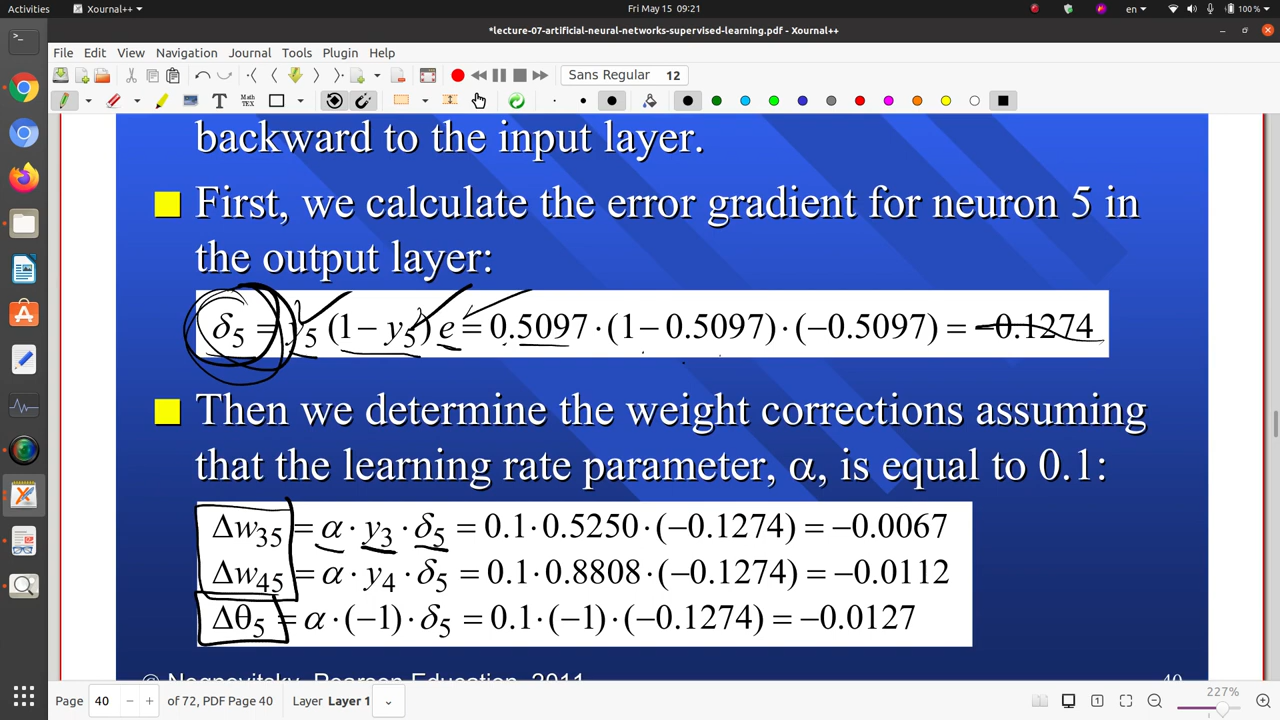 Activities Xournal++ Fri May 15 09:21 en 100 %
*lecture-07-artificial-neural-networks-supervised-learning.pdf - Xournal++
File Edit View Navigation Journal Tools Plugin Help
Sans Regular 12
backward to the input layer.
First, we calculate the error gradient for neuron 5 in
the output layer:
δ5 = y5 (1 − y5) e = 0.5097 · (1 − 0.5097) · (−0.5097) = −0.1274
Then we determine the weight corrections assuming
that the learning rate parameter, α, is equal to 0.1:
Δw35 = α · y3 · δ5 = 0.1 · 0.5250 · (−0.1274) = −0.0067
Δw45 = α · y4 · δ5 = 0.1 · 0.8808 · (−0.1274) = −0.0112
Δθ5 = α · (−1) · δ5 = 0.1 · (−1) · (−0.1274) = −0.0127
© Negnevitsky, Pearson Education, 2011 40
Page 40 − + of 72, PDF Page 40 Layer Layer 1 227%